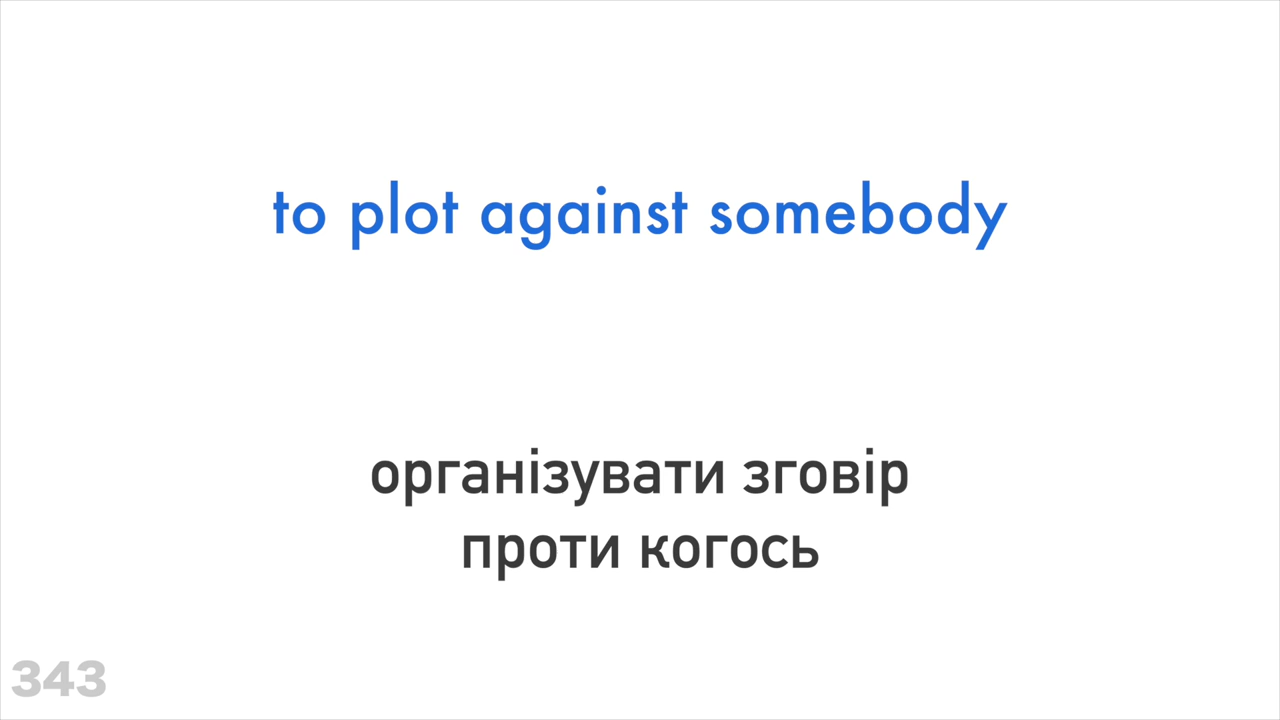 to plot against somebody
організувати зговір
проти когось
343